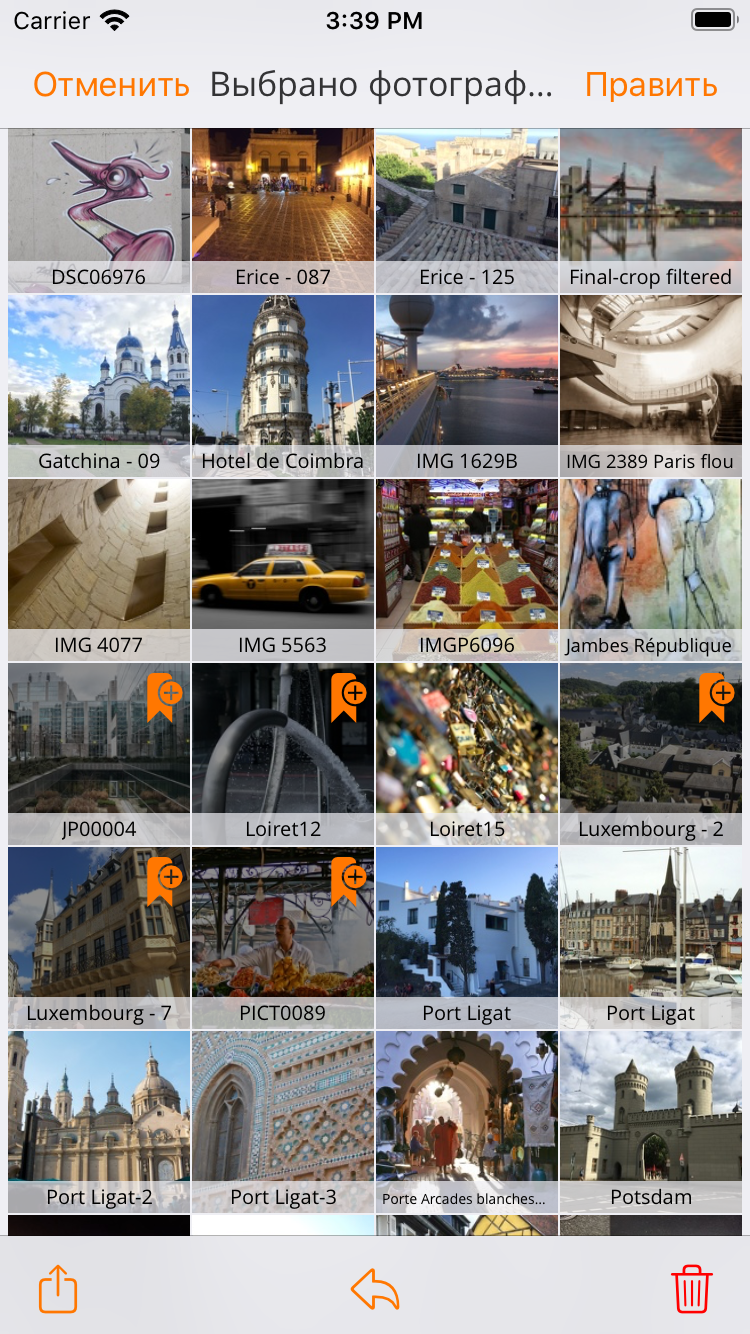 Carrier 3:39 PM
Отменить Выбрано фотограф... Править
DSC06976 Erice - 087 Erice - 125 Final-crop filtered
Gatchina - 09 Hotel de Coimbra IMG 1629B IMG 2389 Paris flou
IMG 4077 IMG 5563 IMGP6096 Jambes République
JP00004 Loiret12 Loiret15 Luxembourg - 2
Luxembourg - 7 PICT0089 Port Ligat Port Ligat
Port Ligat-2 Port Ligat-3 Porte Arcades blanches... Potsdam